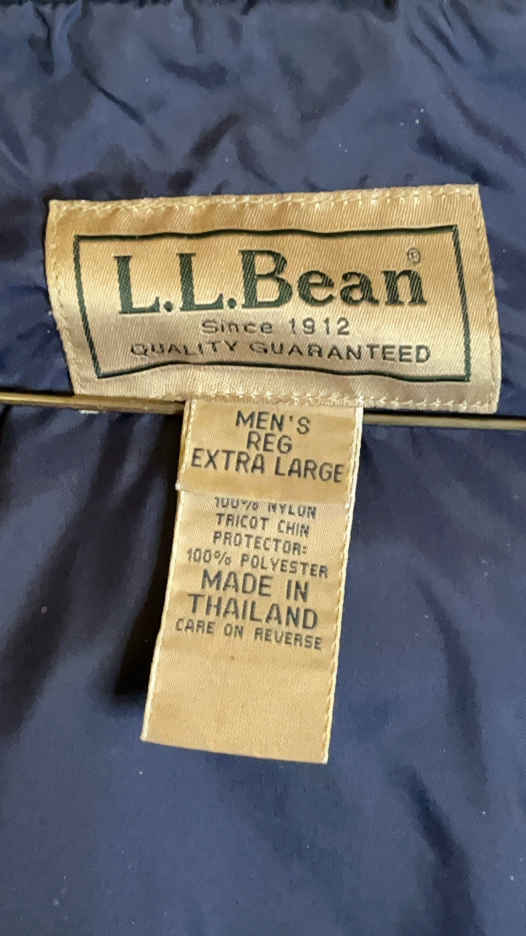 L.L.Bean®
Since 1912
QUALITY GUARANTEED
MEN'S
REG
EXTRA LARGE
100% NYLON
TRICOT CHIN
PROTECTOR:
100% POLYESTER
MADE IN
THAILAND
CARE ON REVERSE